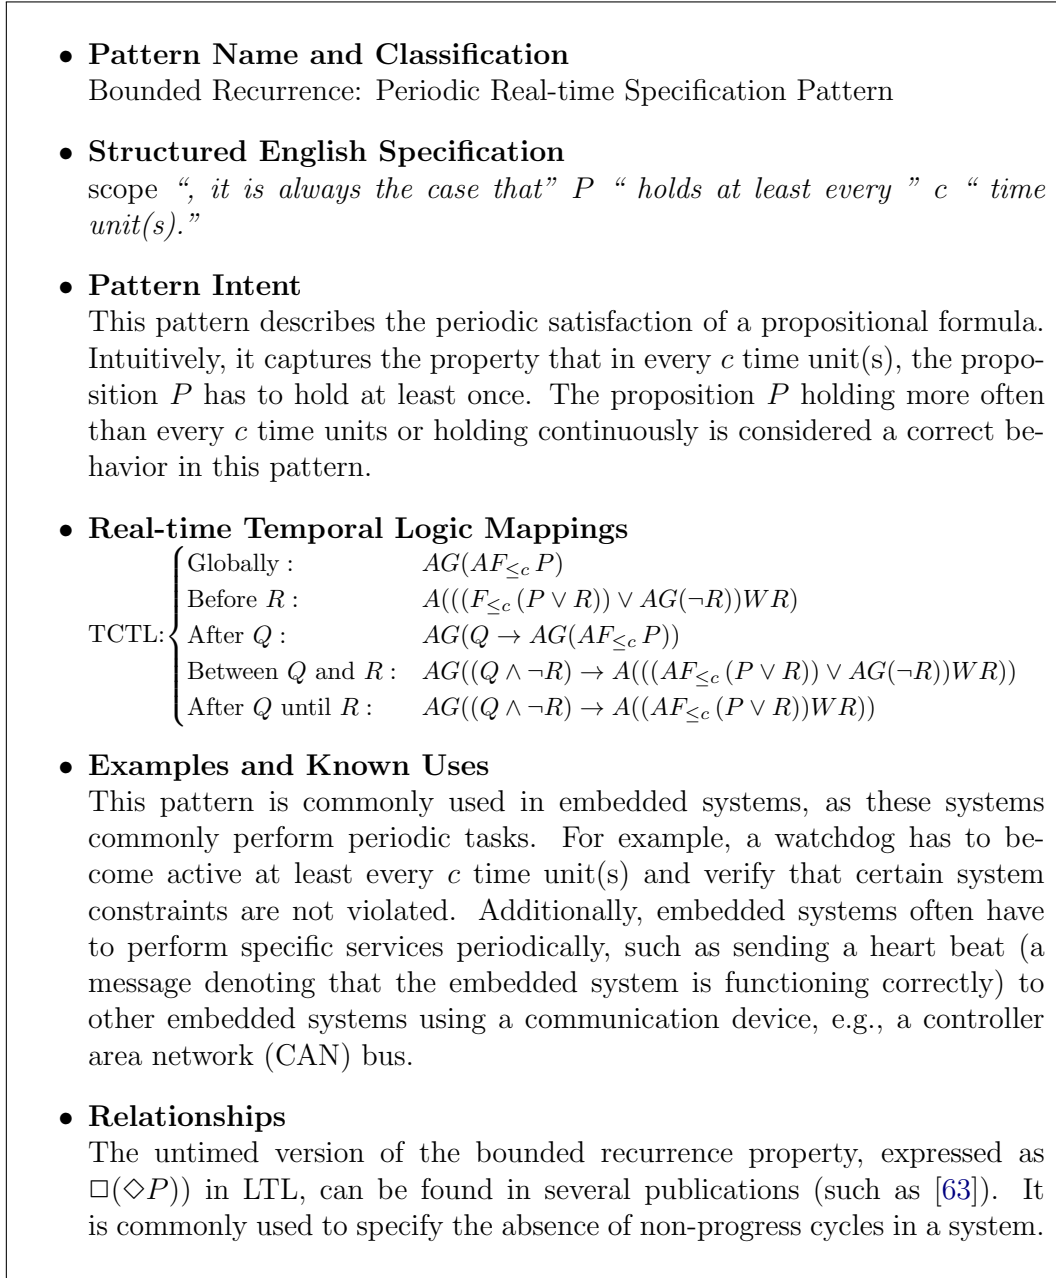 • Pattern Name and Classification
Bounded Recurrence: Periodic Real-time Specification Pattern
• Structured English Specification
scope “, it is always the case that” P “ holds at least every ” c “ time
unit(s).”
• Pattern Intent
This pattern describes the periodic satisfaction of a propositional formula.
Intuitively, it captures the property that in every c time unit(s), the propo-
sition P has to hold at least once. The proposition P holding more often
than every c time units or holding continuously is considered a correct be-
havior in this pattern.
• Real-time Temporal Logic Mappings
TCTL:
Globally : AG(AF≤c P)
Before R : A(((F≤c (P ∨ R)) ∨ AG(¬R))WR)
After Q : AG(Q → AG(AF≤c P))
Between Q and R : AG((Q ∧ ¬R) → A(((AF≤c (P ∨ R)) ∨ AG(¬R))WR))
After Q until R : AG((Q ∧ ¬R) → A((AF≤c (P ∨ R))WR))
• Examples and Known Uses
This pattern is commonly used in embedded systems, as these systems
commonly perform periodic tasks. For example, a watchdog has to be-
come active at least every c time unit(s) and verify that certain system
constraints are not violated. Additionally, embedded systems often have
to perform specific services periodically, such as sending a heart beat (a
message denoting that the embedded system is functioning correctly) to
other embedded systems using a communication device, e.g., a controller
area network (CAN) bus.
• Relationships
The untimed version of the bounded recurrence property, expressed as
□(◇P)) in LTL, can be found in several publications (such as [63]). It
is commonly used to specify the absence of non-progress cycles in a system.